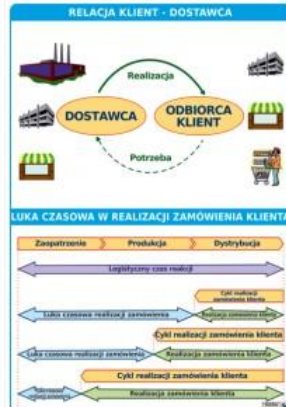 RELACJA KLIENT - DOSTAWCA
Realizacja
DOSTAWCA
ODBIORCA
KLIENT
Potrzeba
LUKA CZASOWA W REALIZACJI ZAMÓWIENIA KLIENTA
Zaopatrzenie
Produkcja
Dystrybucja
Logistyczny czas reakcji
Cykl realizacji
zamówienia klienta
Luka czasowa realizacji zamówienia
Realizacja zamówienia klienta
Cykl realizacji zamówienia klienta
Luka czasowa realizacji zamówienia
Realizacja zamówienia klienta
Cykl realizacji zamówienia klienta
Realizacja zamówienia klienta